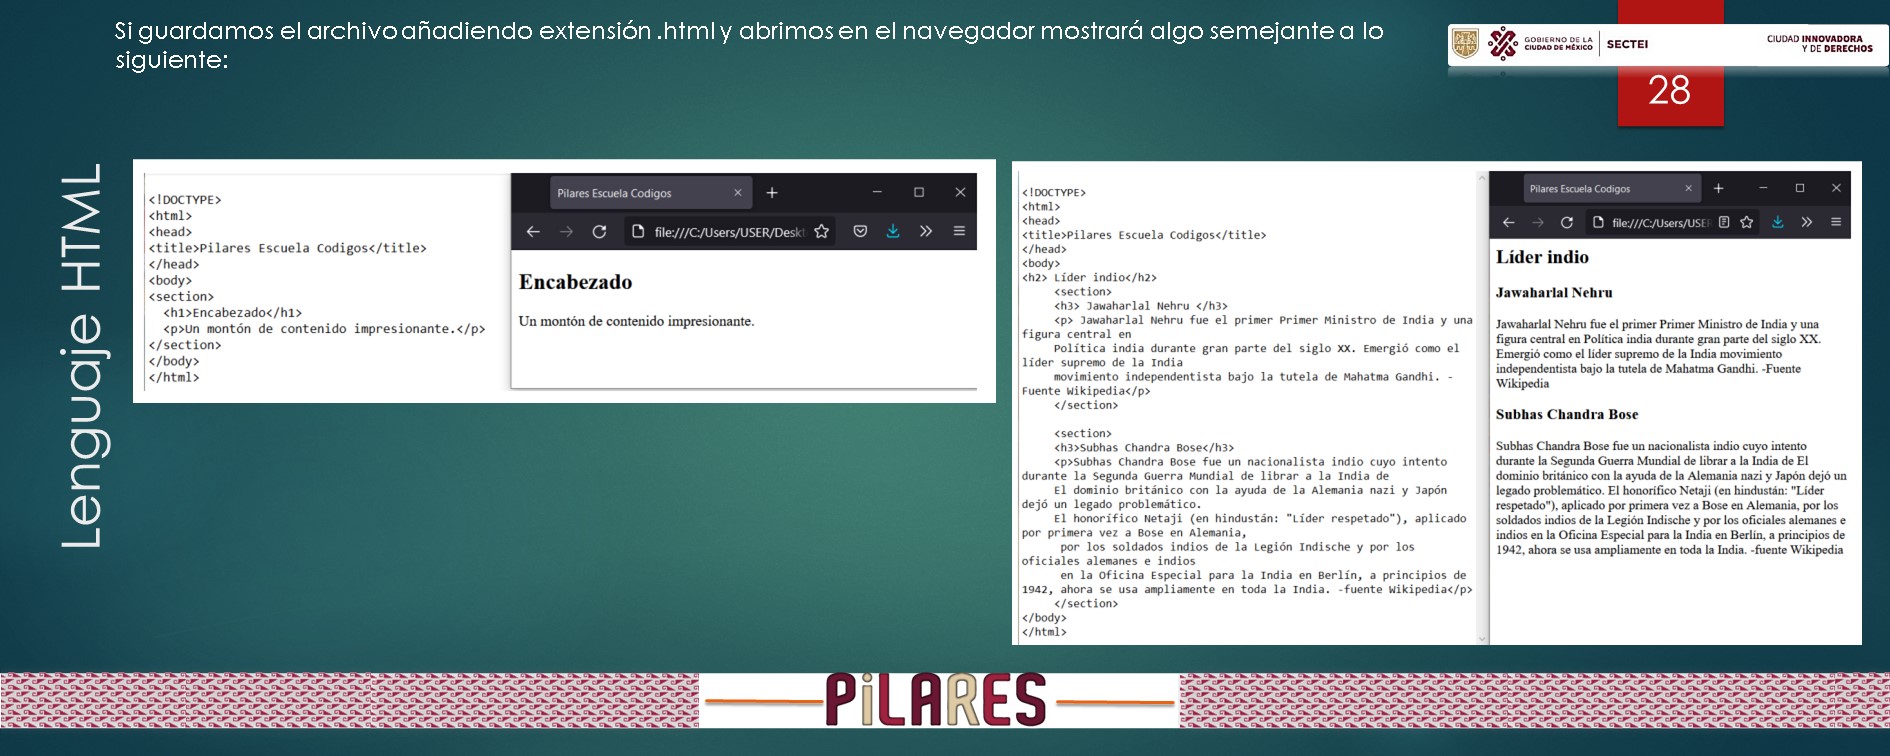 Si guardamos el archivo añadiendo extensión .html y abrimos en el navegador mostrará algo semejante a lo
siguiente:
GOBIERNO DE LA
CIUDAD DE MÉXICO
SECTEI
CIUDAD INNOVADORA
Y DE DERECHOS
28
Lenguaje HTML
<!DOCTYPE>
<html>
<head>
<title>Pilares Escuela Codigos</title>
</head>
<body>
<section>
<h1>Encabezado</h1>
<p>Un montón de contenido impresionante.</p>
</section>
</body>
</html>
Pilares Escuela Codigos
file:///C:/Users/USER/Deskt
Encabezado
Un montón de contenido impresionante.
<!DOCTYPE>
<html>
<head>
<title>Pilares Escuela Codigos</title>
</head>
<body>
<h2> Líder indio</h2>
<section>
<h3> Jawaharlal Nehru </h3>
<p> Jawaharlal Nehru fue el primer Primer Ministro de India y una
figura central en
Política india durante gran parte del siglo XX. Emergió como el
líder supremo de la India
movimiento independentista bajo la tutela de Mahatma Gandhi. -
Fuente Wikipedia</p>
</section>
<section>
<h3>Subhas Chandra Bose</h3>
<p>Subhas Chandra Bose fue un nacionalista indio cuyo intento
durante la Segunda Guerra Mundial de librar a la India de
El dominio británico con la ayuda de la Alemania nazi y Japón
dejó un legado problemático.
El honorífico Netaji (en hindustán: "Líder respetado"), aplicado
por primera vez a Bose en Alemania,
por los soldados indios de la Legión Indische y por los
oficiales alemanes e indios
en la Oficina Especial para la India en Berlín, a principios de
1942, ahora se usa ampliamente en toda la India. -fuente Wikipedia</p>
</section>
</body>
</html>
Pilares Escuela Codigos
file:///C:/Users/USER
Líder indio
Jawaharlal Nehru
Jawaharlal Nehru fue el primer Primer Ministro de India y una
figura central en Política india durante gran parte del siglo XX.
Emergió como el líder supremo de la India movimiento
independentista bajo la tutela de Mahatma Gandhi. -Fuente
Wikipedia
Subhas Chandra Bose
Subhas Chandra Bose fue un nacionalista indio cuyo intento
durante la Segunda Guerra Mundial de librar a la India de El
dominio británico con la ayuda de la Alemania nazi y Japón dejó un
legado problemático. El honorífico Netaji (en hindustán: "Líder
respetado"), aplicado por primera vez a Bose en Alemania, por los
soldados indios de la Legión Indische y por los oficiales alemanes e
indios en la Oficina Especial para la India en Berlín, a principios de
1942, ahora se usa ampliamente en toda la India. -fuente Wikipedia
PiLARES